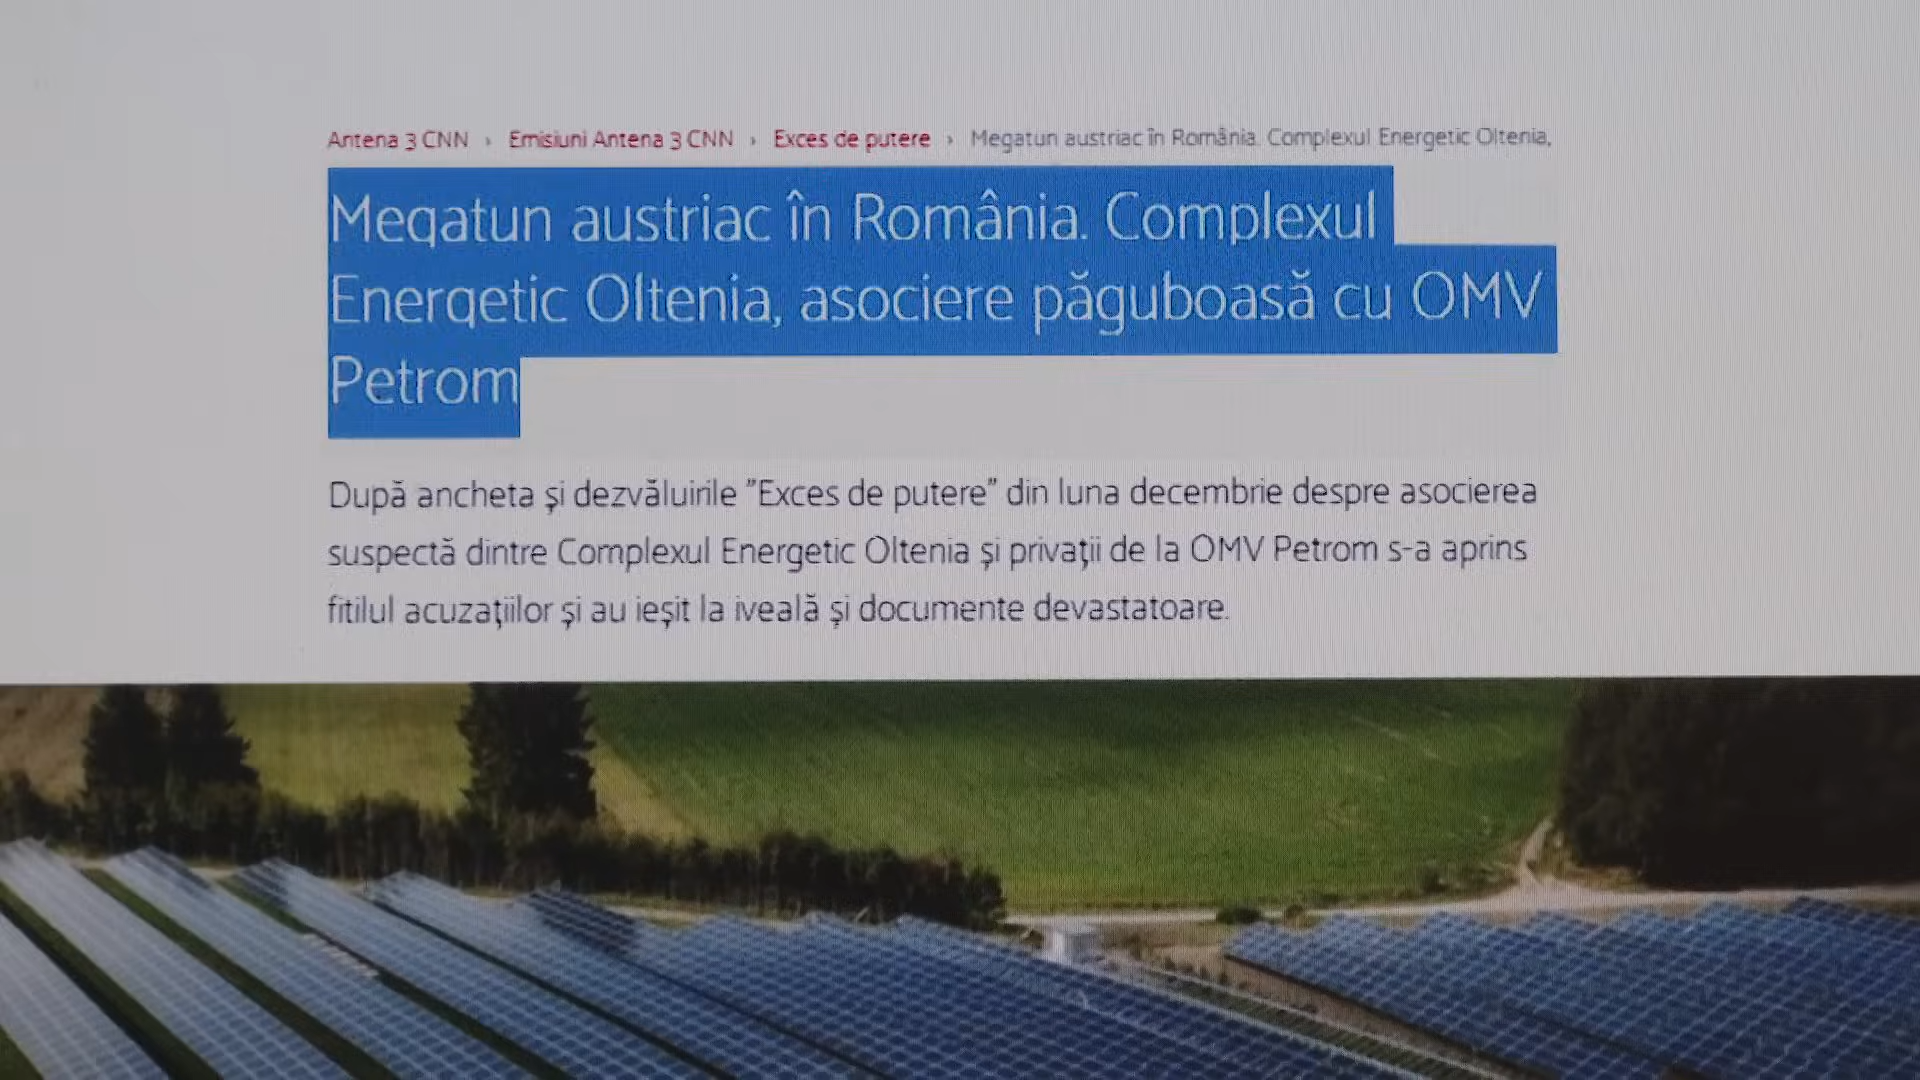 Antena 3 CNN › Emisiuni Antena 3 CNN › Exces de putere › Megatun austriac în România. Complexul Energetic Oltenia,
Megatun austriac în România. Complexul
Energetic Oltenia, asociere păguboasă cu OMV
Petrom
După ancheta și dezvăluirile ”Exces de putere” din luna decembrie despre asocierea
suspectă dintre Complexul Energetic Oltenia și privații de la OMV Petrom s-a aprins
fitilul acuzațiilor și au ieșit la iveală și documente devastatoare.